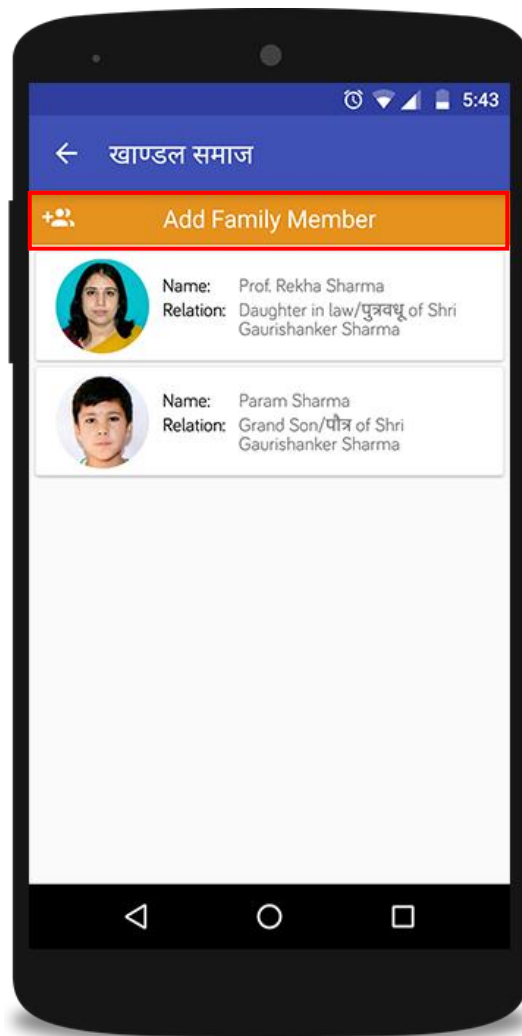 5:43
खाण्डल समाज
Add Family Member
Name: Prof. Rekha Sharma
Relation: Daughter in law/पुत्रवधू of Shri
Gaurishanker Sharma
Name: Param Sharma
Relation: Grand Son/पौत्र of Shri
Gaurishanker Sharma